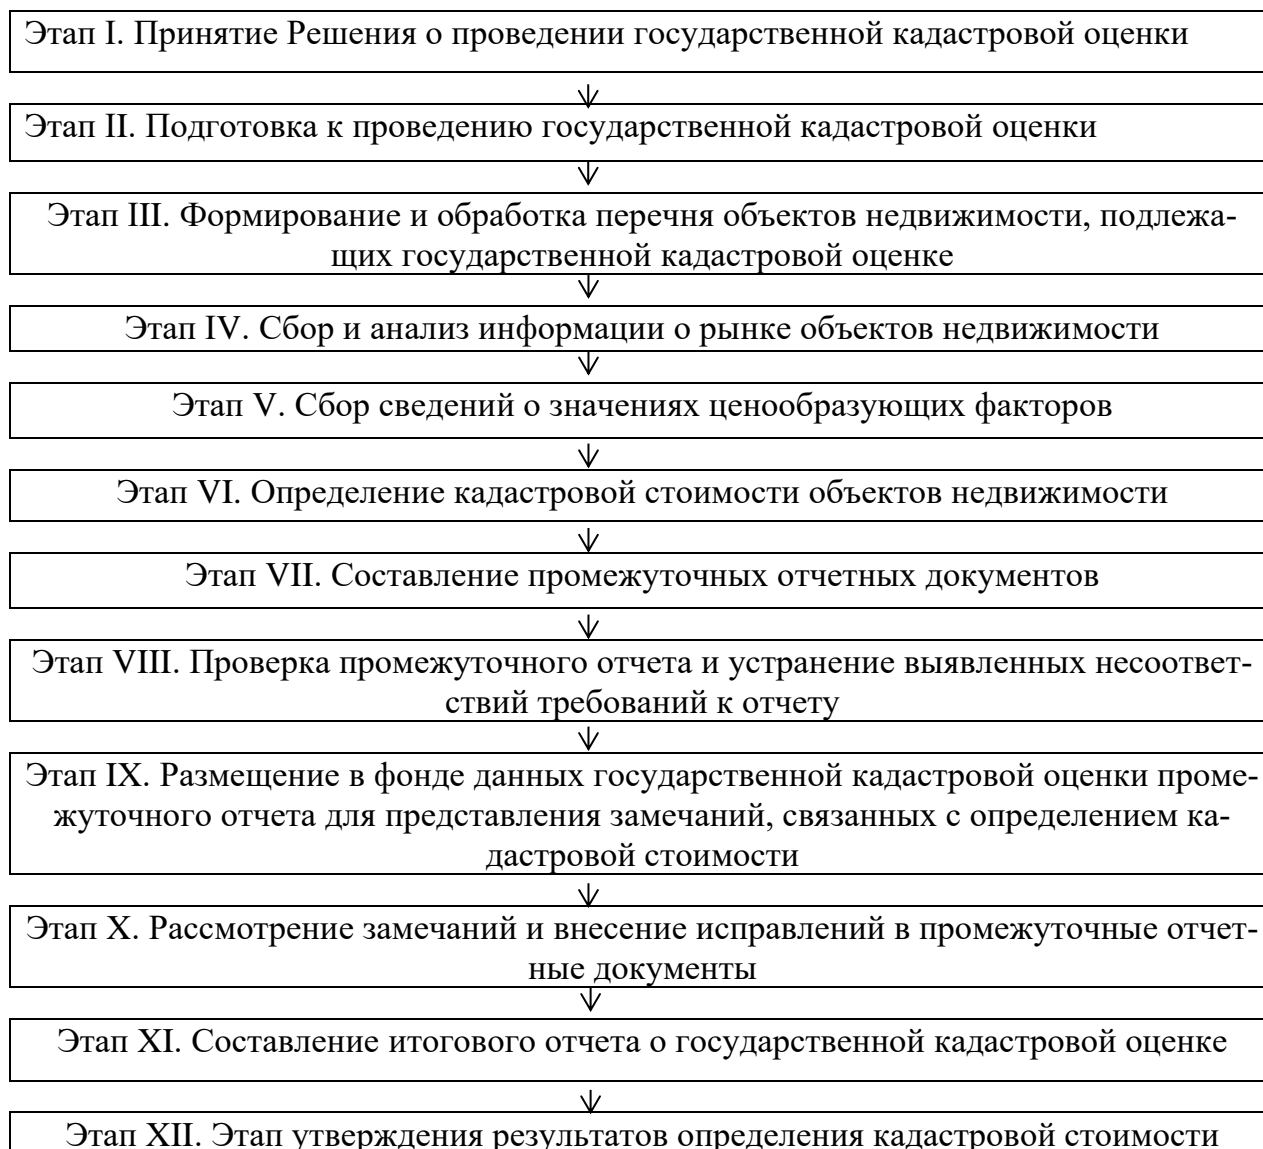 Этап I. Принятие Решения о проведении государственной кадастровой оценки
Этап II. Подготовка к проведению государственной кадастровой оценки
Этап III. Формирование и обработка перечня объектов недвижимости, подлежа-
щих государственной кадастровой оценке
Этап IV. Сбор и анализ информации о рынке объектов недвижимости
Этап V. Сбор сведений о значениях ценообразующих факторов
Этап VI. Определение кадастровой стоимости объектов недвижимости
Этап VII. Составление промежуточных отчетных документов
Этап VIII. Проверка промежуточного отчета и устранение выявленных несоответ-
ствий требований к отчету
Этап IX. Размещение в фонде данных государственной кадастровой оценки проме-
жуточного отчета для представления замечаний, связанных с определением ка-
дастровой стоимости
Этап X. Рассмотрение замечаний и внесение исправлений в промежуточные отчет-
ные документы
Этап XI. Составление итогового отчета о государственной кадастровой оценке
Этап XII. Этап утверждения результатов определения кадастровой стоимости